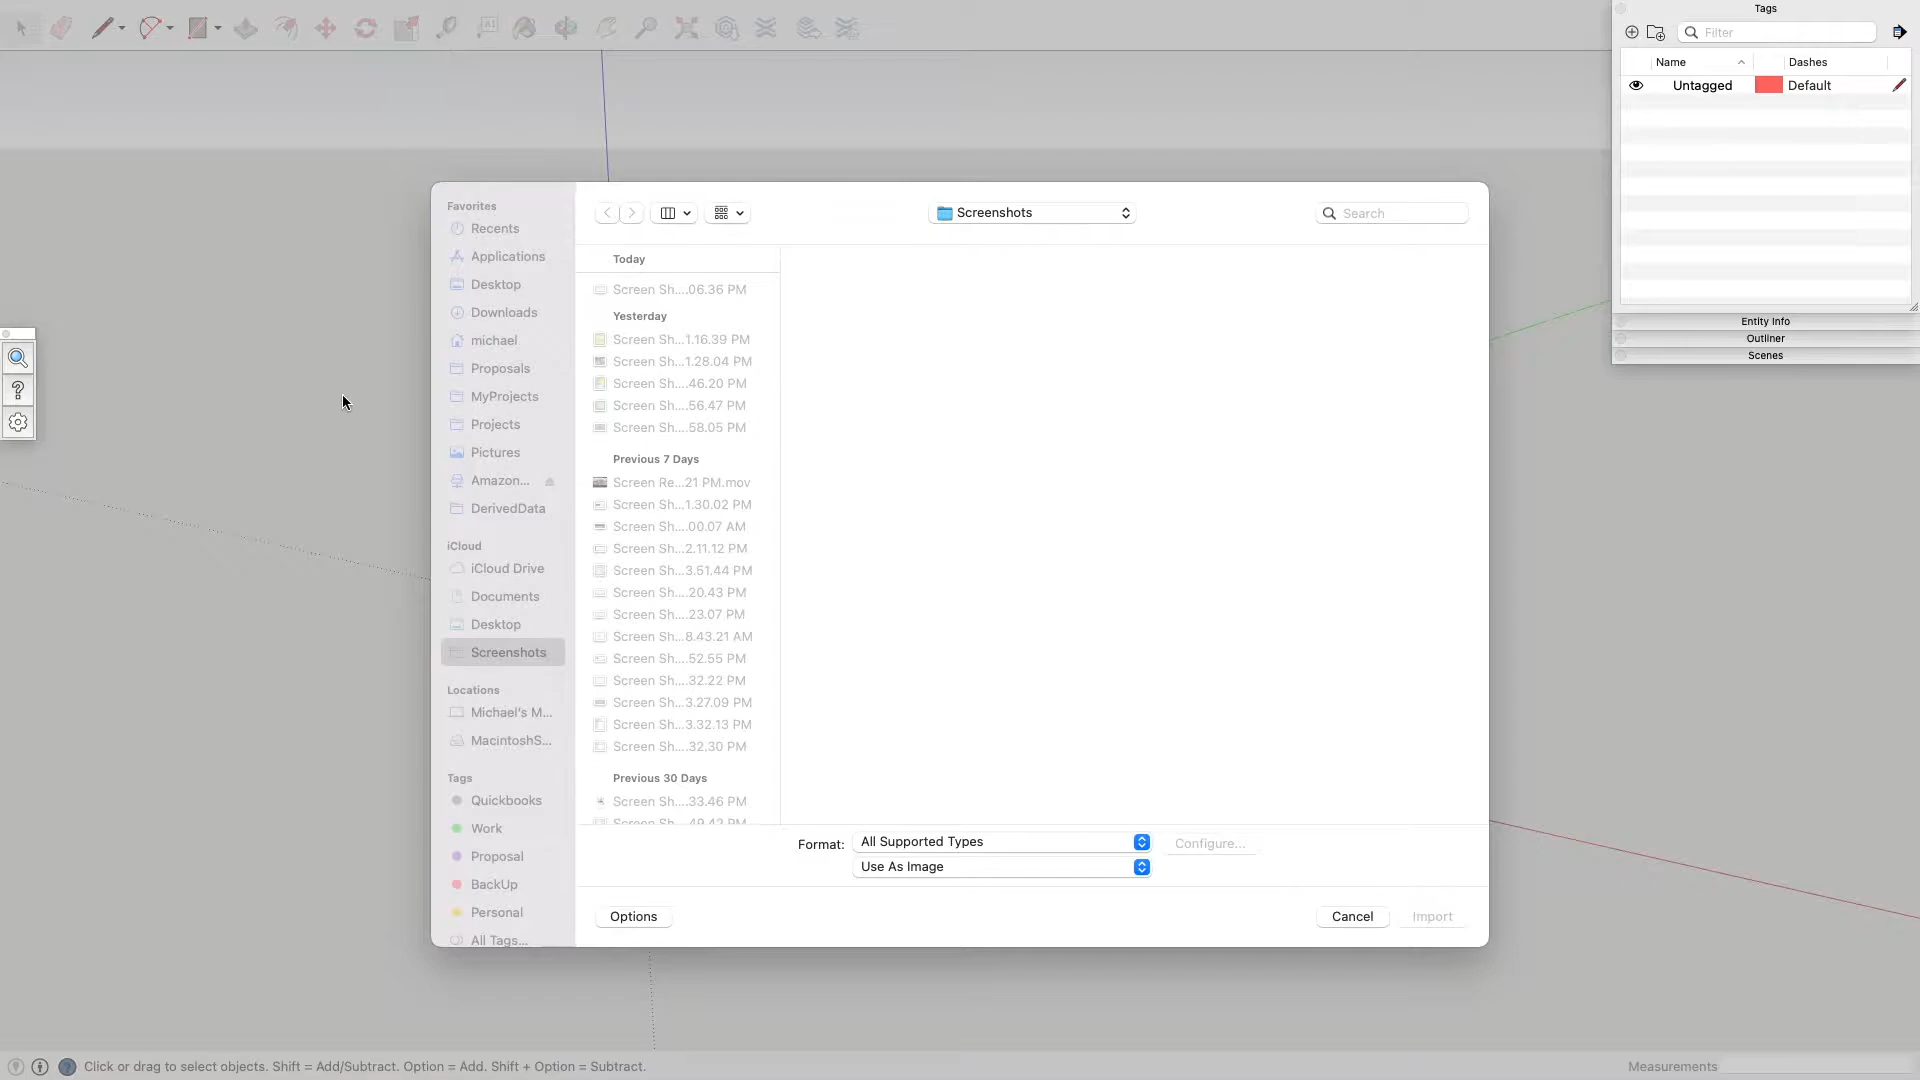 Tags
Filter
Name
Dashes
Untagged
Default
Entity Info
Outliner
Scenes
Favorites
Recents
Applications
Desktop
Downloads
michael
Proposals
MyProjects
Projects
Pictures
Amazon...
DerivedData
iCloud
iCloud Drive
Documents
Desktop
Screenshots
Locations
Michael's M...
MacintoshS...
Tags
Quickbooks
Work
Proposal
BackUp
Personal
All Tags...
Screenshots
Search
Today
Screen Sh....06.36 PM
Yesterday
Screen Sh...1.16.39 PM
Screen Sh...1.28.04 PM
Screen Sh....46.20 PM
Screen Sh....56.47 PM
Screen Sh....58.05 PM
Previous 7 Days
Screen Re...21 PM.mov
Screen Sh...1.30.02 PM
Screen Sh....00.07 AM
Screen Sh...2.11.12 PM
Screen Sh...3.51.44 PM
Screen Sh....20.43 PM
Screen Sh....23.07 PM
Screen Sh...8.43.21 AM
Screen Sh....52.55 PM
Screen Sh....32.22 PM
Screen Sh...3.27.09 PM
Screen Sh...3.32.13 PM
Screen Sh....32.30 PM
Previous 30 Days
Screen Sh....33.46 PM
Screen Sh....49.42 PM
Format:
All Supported Types
Configure...
Use As Image
Options
Cancel
Import
Click or drag to select objects. Shift = Add/Subtract. Option = Add. Shift + Option = Subtract.
Measurements